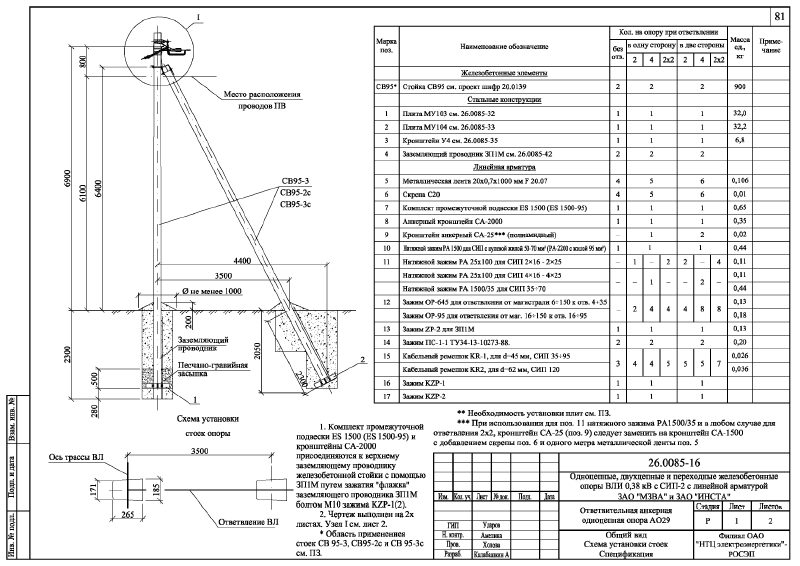 81
1
800
6900
6100
6400
Место расположения
проводов ПВ
СВ95-3
СВ95-2с
СВ95-3с
4400
3500
Ø не менее 1000
200
2300
Заземляющий
проводник
Песчано-гравийная
засыпка
500
280
2050
2300
2
1
Схема установки
стоек опоры
Ось трассы ВЛ
3500
171
185
265
Ответвление ВЛ
1. Комплект промежуточной
подвески ES 1500 (ES 1500-95) и
кронштейны СА-2000
присоединяются к верхнему
заземляющему проводнику
железобетонной стойки с помощью
ЗП1М путем зажатия "флажка"
заземляющего проводника ЗП1М
болтом М10 зажима KZP-1(2).
2. Чертеж выполнен на 2х
листах. Узел I см. лист 2.
* Область применения
стоек СВ 95-3, СВ95-2с и СВ 95-3с
см. ПЗ.
Марка поз. Наименование обозначение Кол. на опору при ответвлении Масса ед., кг Приме- чание
без отв. в одну сторону в две стороны
2 4 2х2 2 4 2х2
Железобетонные элементы
СВ95* Стойка СВ95 см. проект шифр 20.0139 2 2 2 900
Стальные конструкции
1 Плита МУ103 см. 26.0085-32 1 1 1 32,0
2 Плита МУ104 см. 26.0085-33 1 1 1 32,2
3 Кронштейн У4 см. 26.0085-35 1 1 1 6,8
4 Заземляющий проводник ЗП1М см. 26.0085-42 2 2 2
Линейная арматура
5 Металлическая лента 20х0,7х1000 мм F 20.07 4 5 6 0,106
6 Скрепа С20 4 5 6 0,01
7 Комплект промежуточной подвески ES 1500 (ES 1500-95) 1 1 1 0,65
8 Анкерный кронштейн СА-2000 1 1 1 0,35
9 Кронштейн анкерный СА-25*** (полиамидный) – 1 2 0,02
10 Натяжной зажим РА 1500 для СИП с нулевой жилой 50-70 мм² (РА-2200 с жилой 95 мм²) 1 1 1 0,44
11 Натяжной зажим РА 25х100 для СИП 2×16 - 2×25 – 1 – 2 2 – 4 0,11
Натяжной зажим РА 25х100 для СИП 4×16 - 4×25 – – 1 – – 2 – 0,11
Натяжной зажим РА 1500/35 для СИП 35÷70 0,44
12 Зажим ОР-645 для ответвления от магистрали 6÷150 к отв. 4÷35 – 2 4 4 4 8 8 0,13
Зажим ОР-95 для ответвления от маг. 16÷150 к отв. 16÷95 0,18
13 Зажим ZP-2 для ЗП1М 1 1 1 0,13
14 Зажим ПС-1-1 ТУ34-13-10273-88. 2 2 2 0,20
15 Кабельный ремешок KR-1, для d~45 мм, СИП 35÷95 3 4 4 5 5 5 7 0,026
Кабельный ремешок KR2, для d~62 мм, СИП 120 0,036
16 Зажим KZP-1 1 1 1
17 Зажим KZP-2 1 1 1
** Необходимость установки плит см. ПЗ.
*** При использовании для поз. 11 натяжного зажима РА1500/35 и в любом случае для
ответвления 2х2, кронштейн СА-25 (поз. 9) следует заменить на кронштейн СА-1500
с добавлением скрепы поз. 6 и одного метра металлической ленты поз. 5
26.0085-16
Одноцепные, двухцепные и переходные железобетонные
опоры ВЛИ 0,38 кВ с СИП-2 с линейной арматурой
ЗАО "МЗВА" и ЗАО "ИНСТА"
Изм. Кол. уч. Лист № док. Подп. Дата
ГИП Ударов
Н. контр. Амелина
Пров. Холова
Разраб Калабашкин А
Ответвительная анкерная
одноцепная опора АО29
Стадия Лист Листов
Р 1 2
Общий вид
Схема установки стоек
Спецификация
Филиал ОАО
"НТЦ электроэнергетики"-
РОСЭП
Взам. инв. №
Подп. и дата
Инв. № подл.